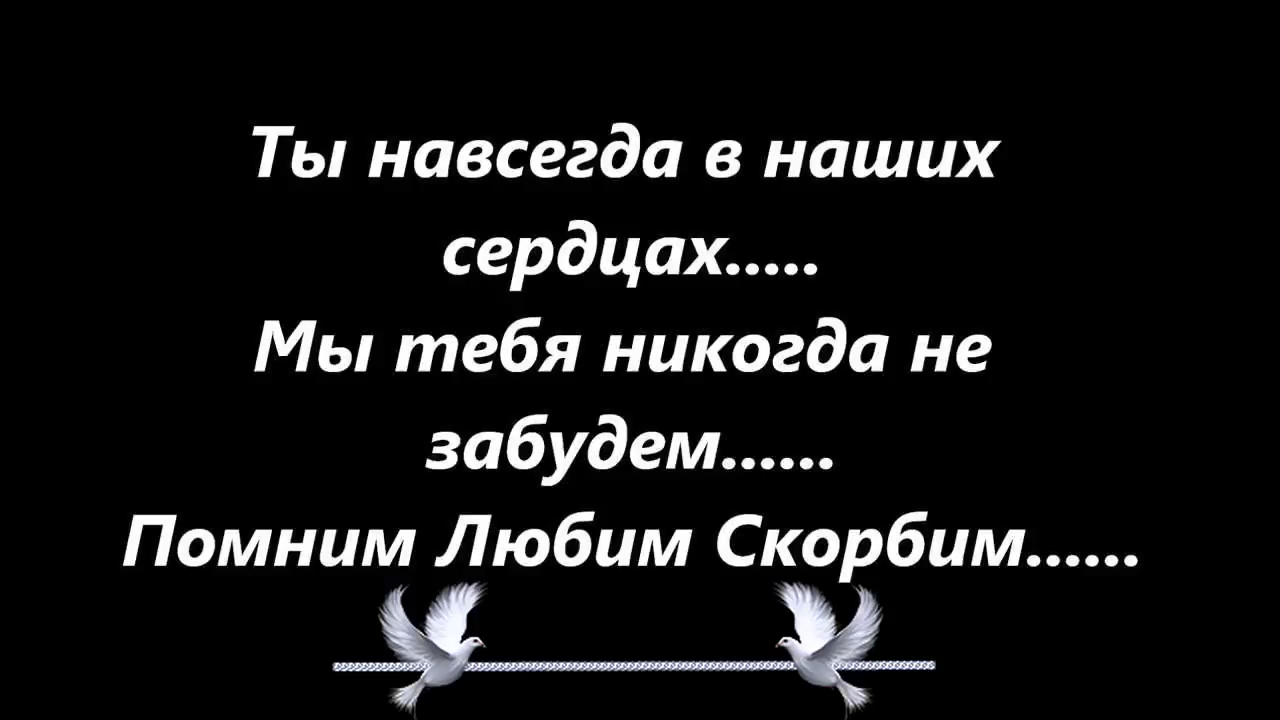 Ты навсегда в наших
сердцах.....
Мы тебя никогда не
забудем......
Помним Любим Скорбим......